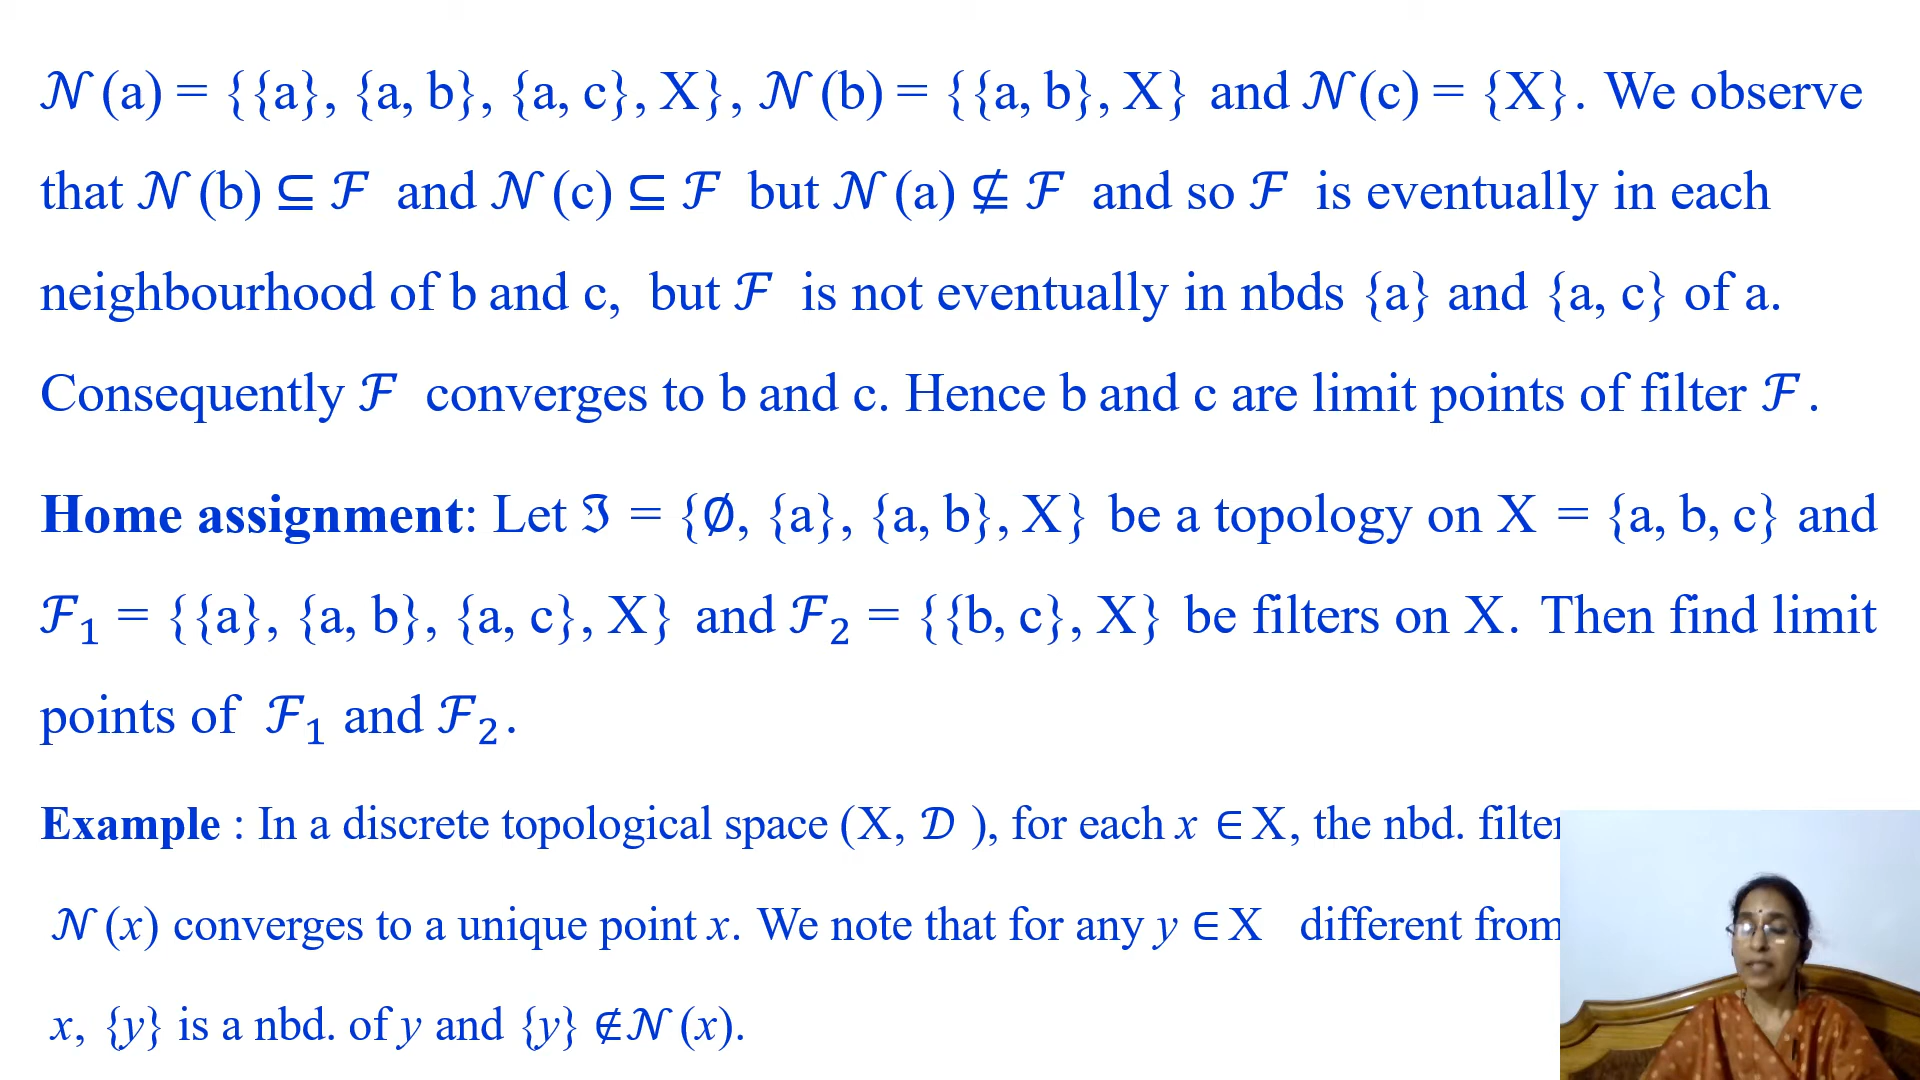 𝒩(a) = {{a}, {a, b}, {a, c}, X}, 𝒩(b) = {{a, b}, X} and 𝒩(c) = {X}. We observe
that 𝒩(b) ⊆ ℱ and 𝒩(c) ⊆ ℱ but 𝒩(a) ⊈ ℱ and so ℱ is eventually in each
neighbourhood of b and c, but ℱ is not eventually in nbds {a} and {a, c} of a.
Consequently ℱ converges to b and c. Hence b and c are limit points of filter ℱ.
Home assignment: Let ℑ = {∅, {a}, {a, b}, X} be a topology on X = {a, b, c} and
ℱ₁ = {{a}, {a, b}, {a, c}, X} and ℱ₂ = {{b, c}, X} be filters on X. Then find limit
points of ℱ₁ and ℱ₂.
Example : In a discrete topological space (X, 𝒟 ), for each x ∈ X, the nbd. filter
𝒩(x) converges to a unique point x. We note that for any y ∈ X different from
x, {y} is a nbd. of y and {y} ∉ 𝒩(x).